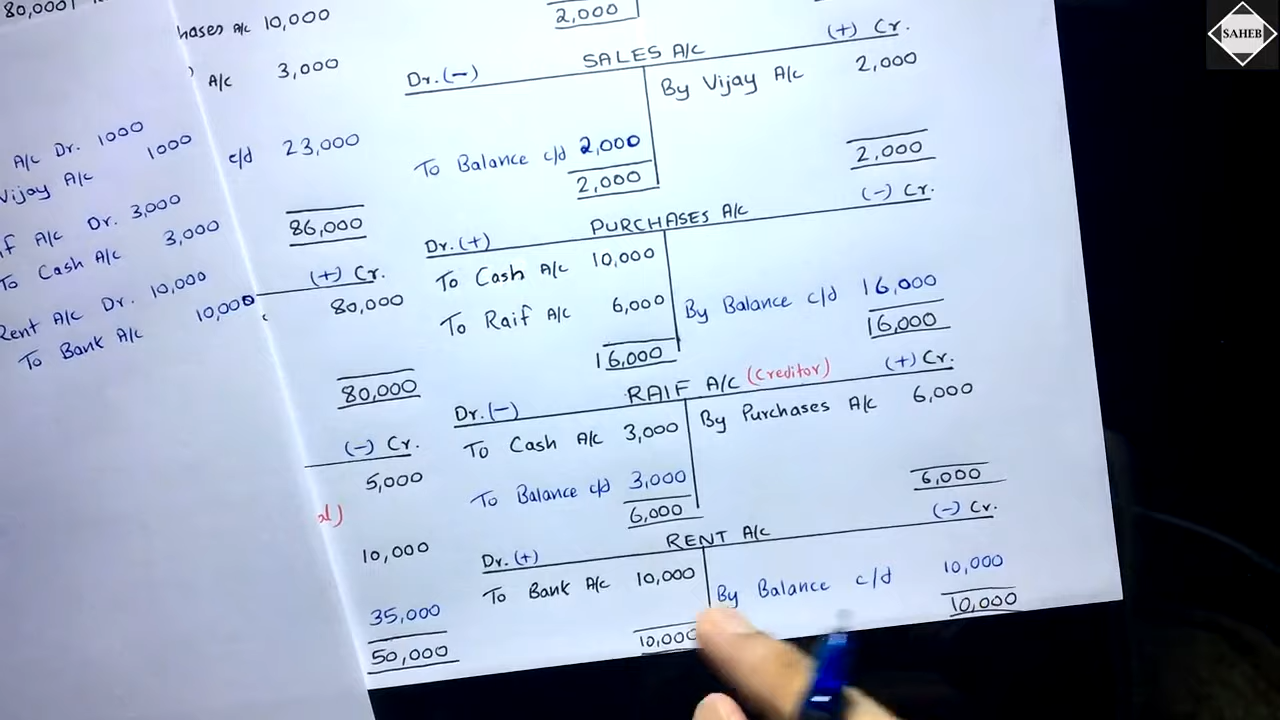 SAHEB
80,000
hases A/c 10,000
A/c 3,000
c/d 23,000
86,000
(+) Cr.
80,000
80,000
(-) Cr.
5,000
10,000
35,000
50,000
A/c Dr. 1000
Vijay A/c 1000
f A/c Dr. 3,000
To Cash A/c 3,000
Rent A/c Dr. 10,000
To Bank A/c 10,000
2,000
Dr. (-) SALES A/c (+) Cr.
By Vijay A/c 2,000
To Balance c/d 2,000
2,000 2,000
Dr. (+) PURCHASES A/c (-) Cr.
To Cash A/c 10,000
To Raif A/c 6,000 By Balance c/d 16,000
16,000 16,000
Dr. (-) RAIF A/c (Creditor) (+) Cr.
To Cash A/c 3,000 By Purchases A/c 6,000
To Balance c/d 3,000
6,000 6,000
Dr. (+) RENT A/c (-) Cr.
To Bank A/c 10,000 By Balance c/d 10,000
10,000 10,000